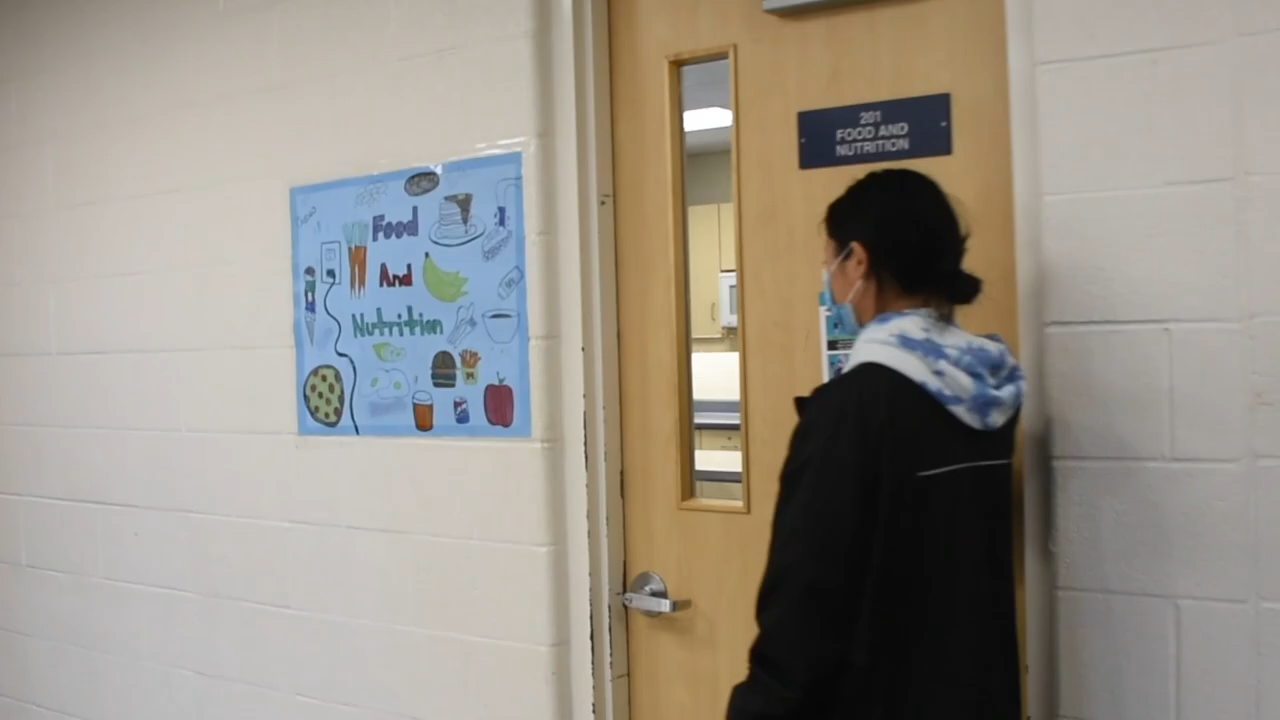 Food
And
Nutrition
201
FOOD AND
NUTRITION